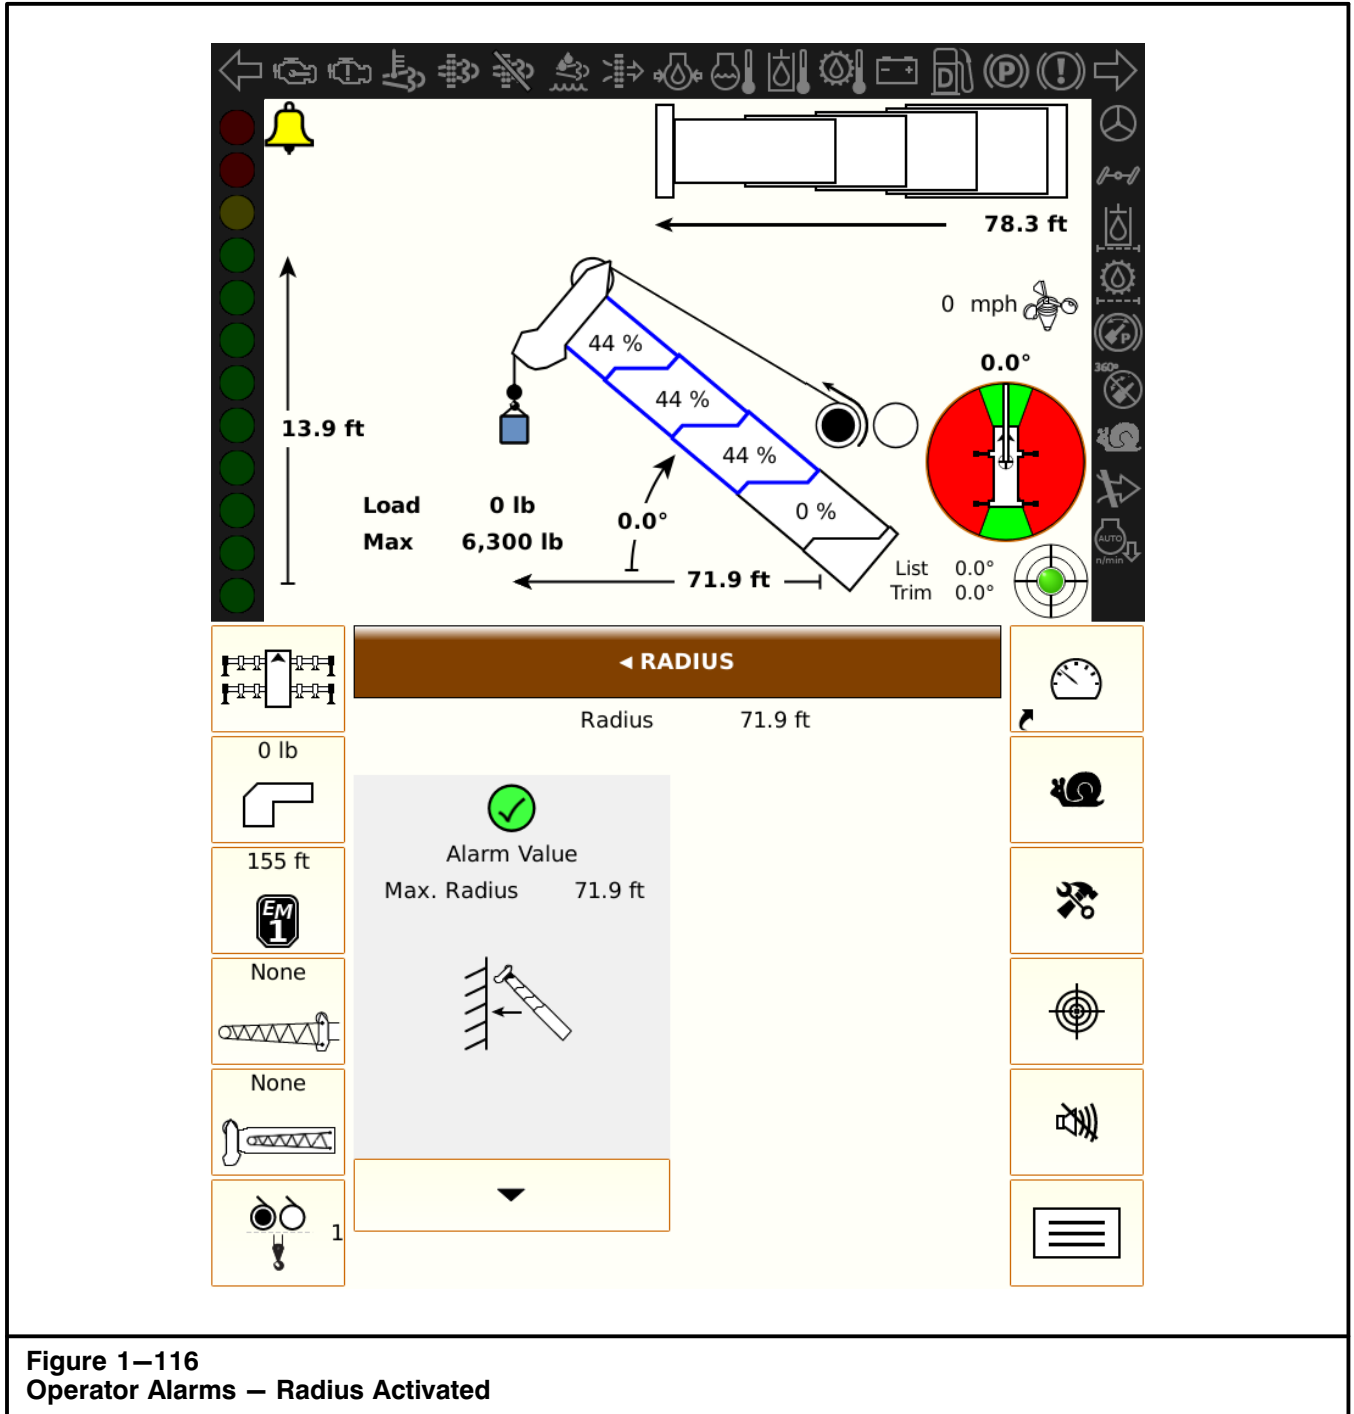 D
P
78.3 ft
0 mph
P
0.0°
360°
44 %
44 %
13.9 ft
44 %
Load 0 lb
Max 6,300 lb
0.0°
0 %
AUTO
n/min
71.9 ft
List 0.0°
Trim 0.0°
◄ RADIUS
Radius 71.9 ft
0 lb
155 ft
EM
1
None
None
1
Alarm Value
Max. Radius 71.9 ft
Figure 1—116
Operator Alarms — Radius Activated